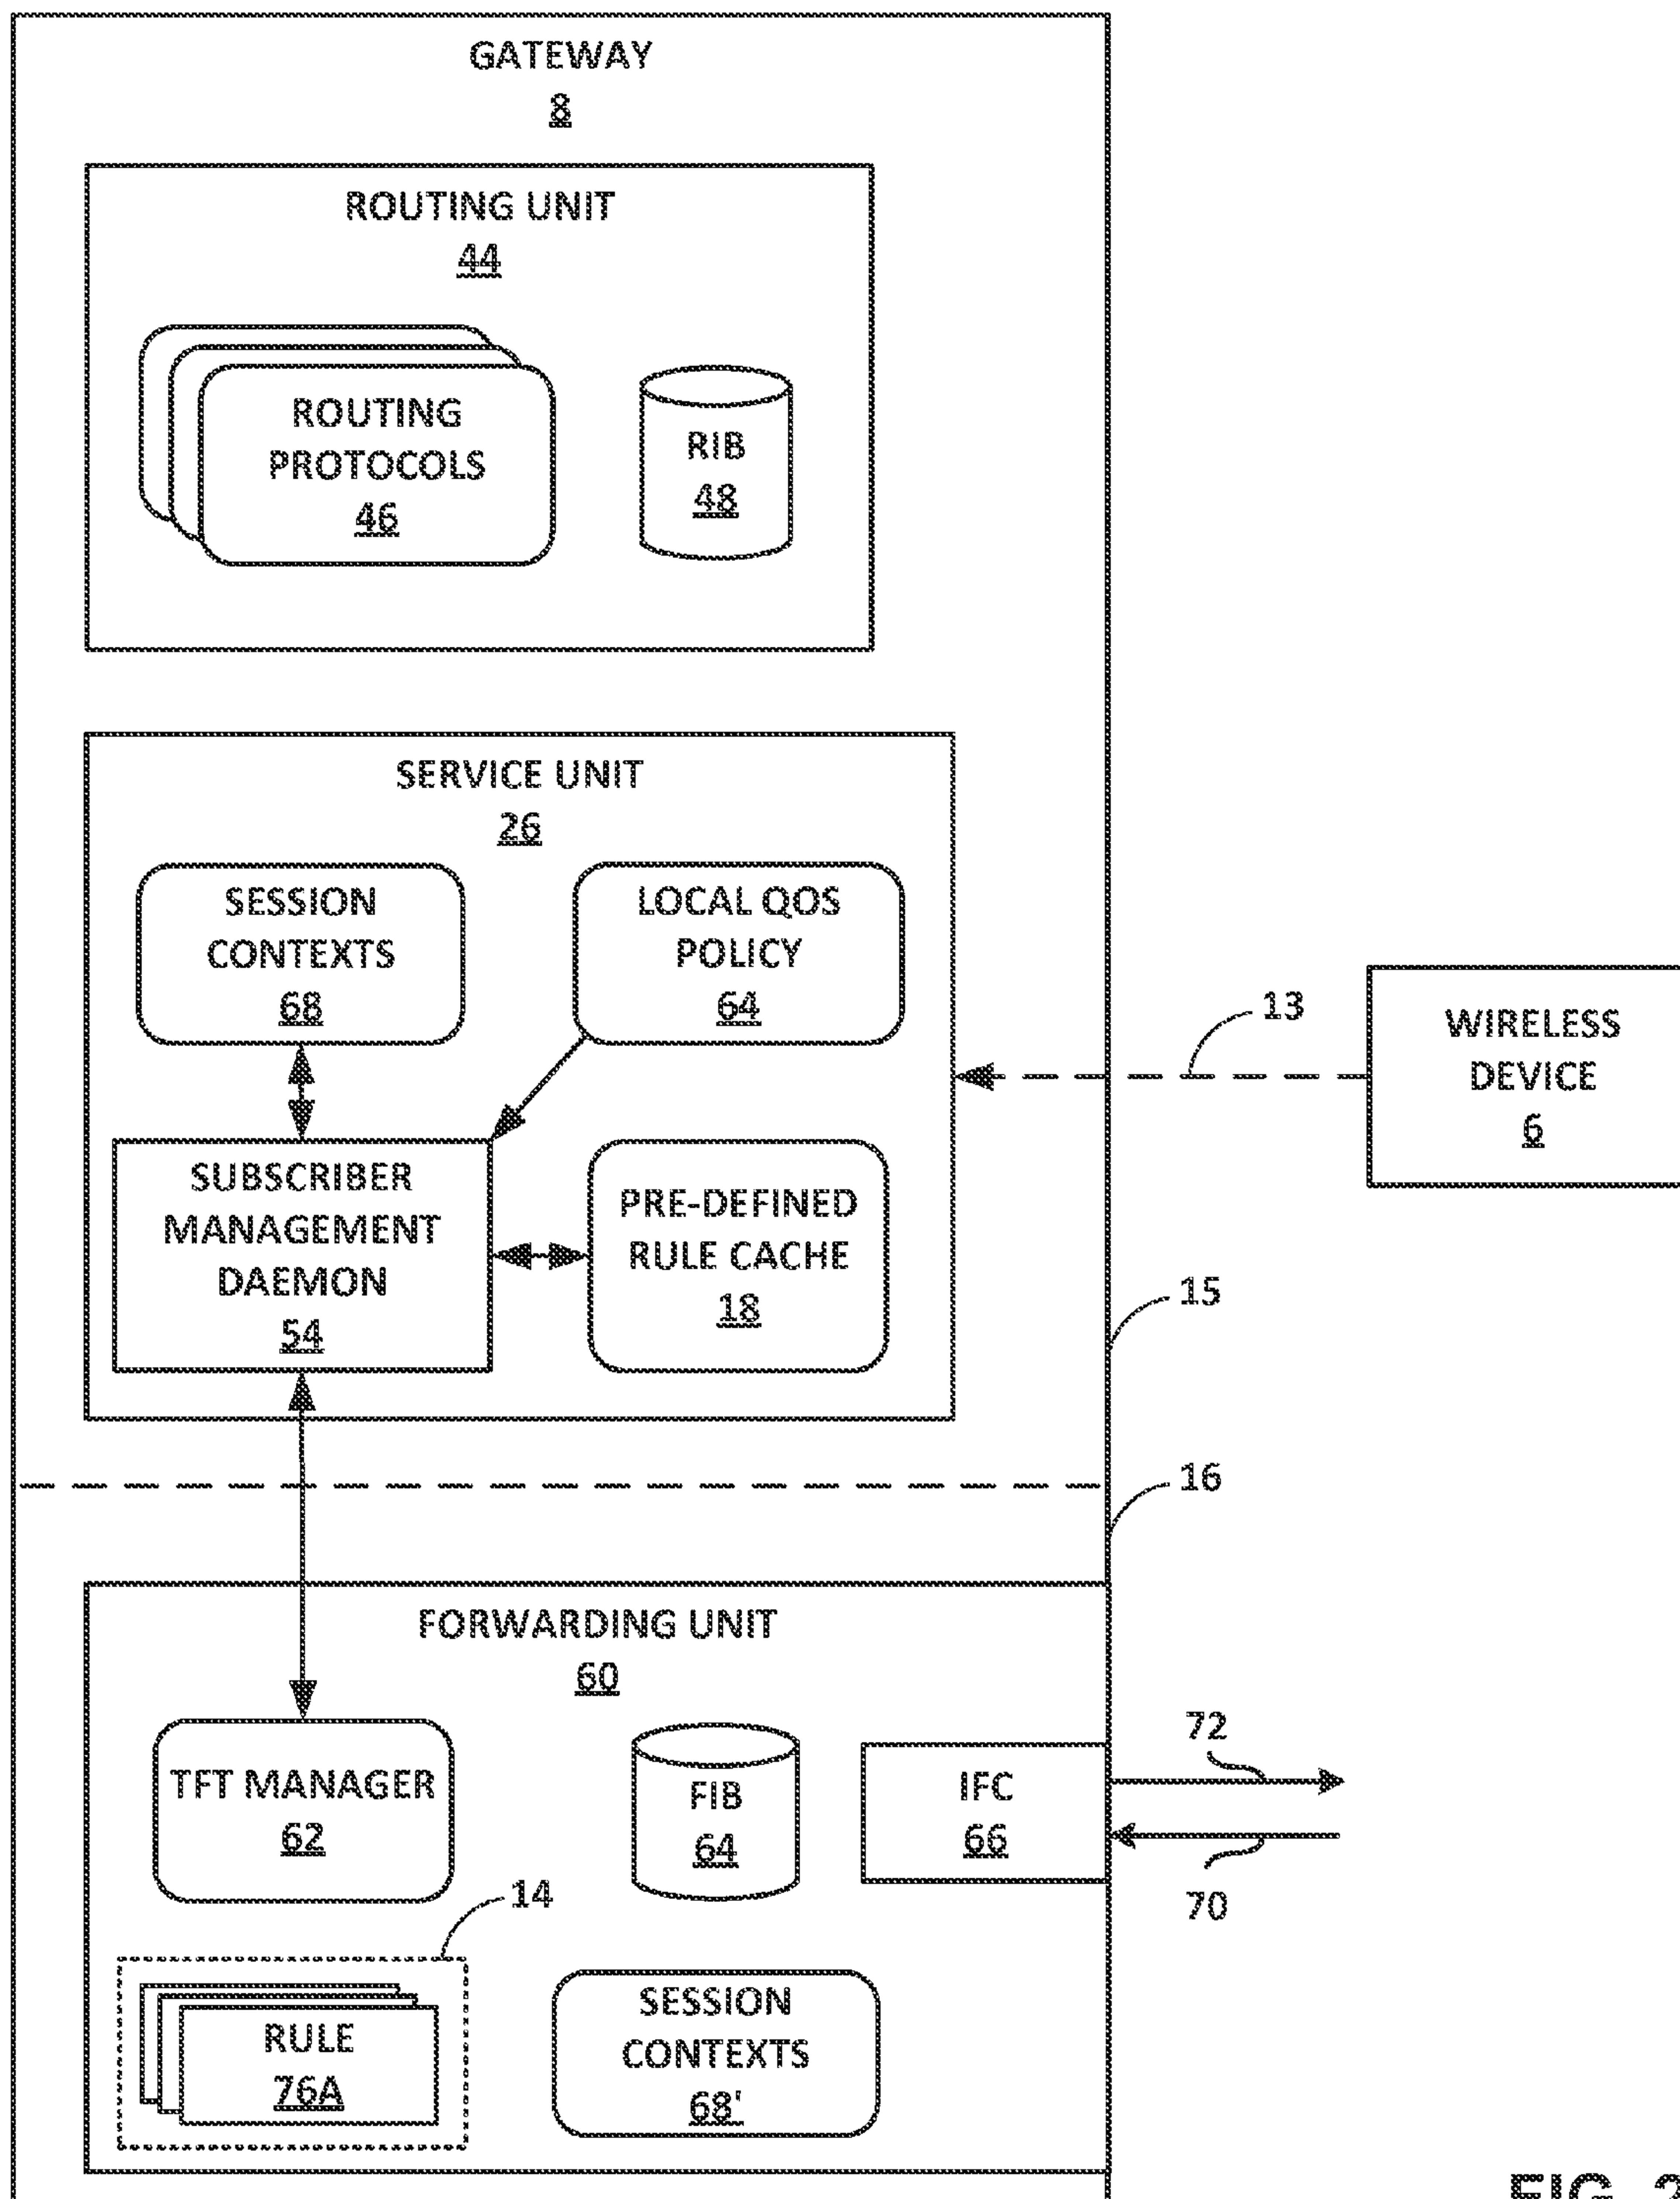 GATEWAY
8
ROUTING UNIT
44
ROUTING
PROTOCOLS
46
RIB
48
SERVICE UNIT
26
SESSION
CONTEXTS
68
LOCAL QOS
POLICY
64
13
WIRELESS
DEVICE
6
SUBSCRIBER
MANAGEMENT
DAEMON
54
PRE-DEFINED
RULE CACHE
18
15
16
FORWARDING UNIT
60
TFT MANAGER
62
FIB
64
IFC
66
72
70
14
RULE
76A
SESSION
CONTEXTS
68'
FIG. 2